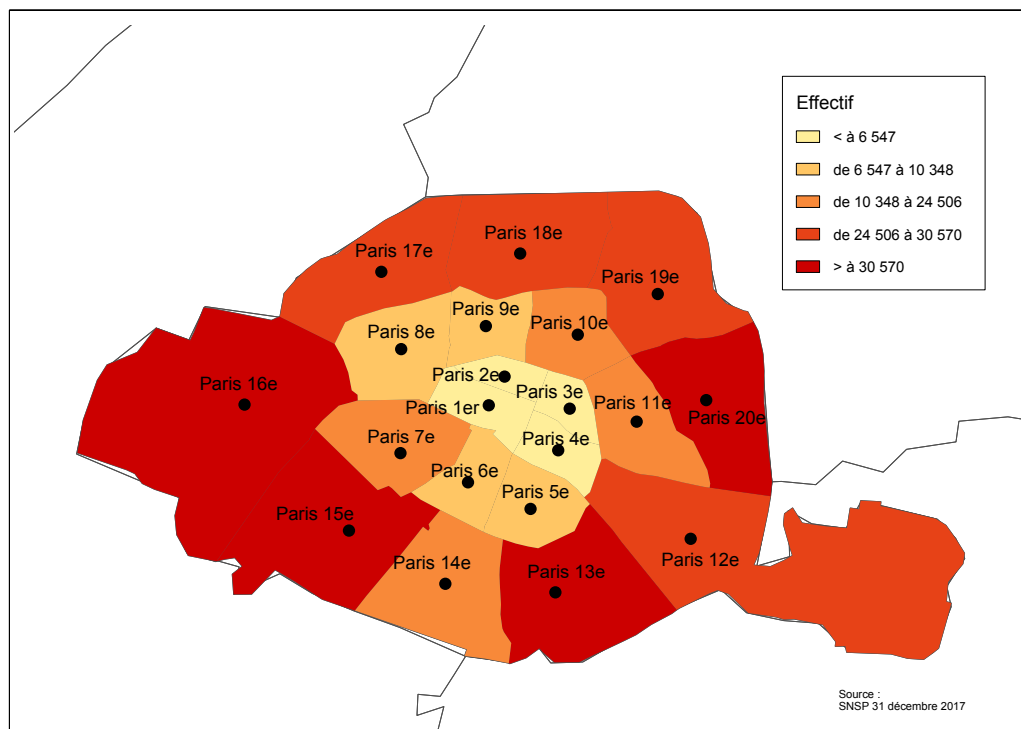 Effectif
< à 6 547
de 6 547 à 10 348
de 10 348 à 24 506
de 24 506 à 30 570
> à 30 570
Paris 18e
Paris 17e
Paris 19e
Paris 9e
Paris 10e
Paris 8e
Paris 2e
Paris 16e
Paris 3e
Paris 1er
Paris 11e
Paris 20e
Paris 7e
Paris 4e
Paris 6e
Paris 5e
Paris 15e
Paris 14e
Paris 12e
Paris 13e
Source :
SNSP 31 décembre 2017